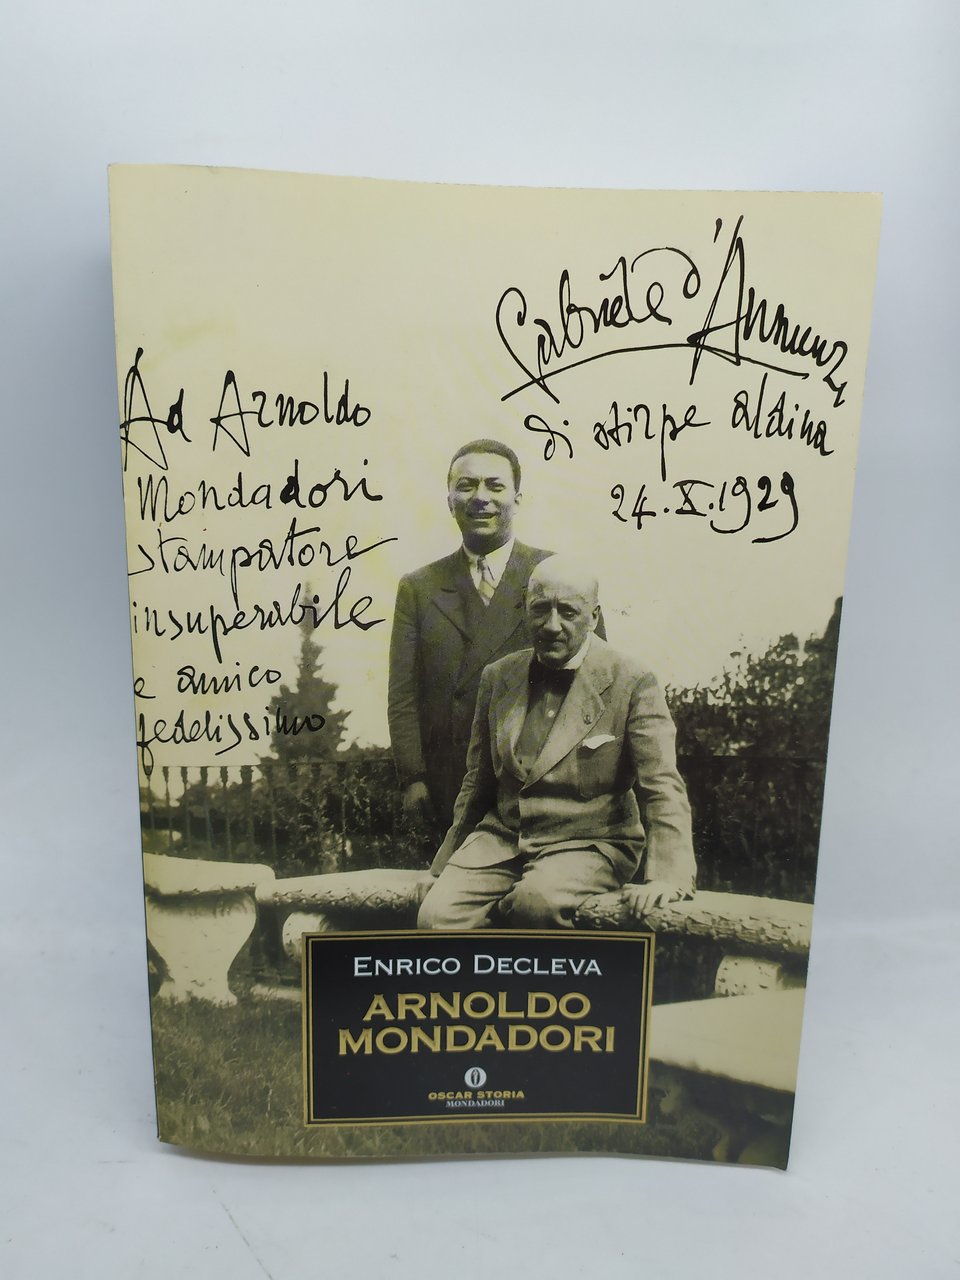 Gabriele d'Annunzio
di stirpe aldina
24.X.1929
Ad Arnoldo
Mondadori
stampatore
insuperabile
e amico
fedelissimo
ENRICO DECLEVA
ARNOLDO
MONDADORI
OSCAR STORIA
MONDADORI